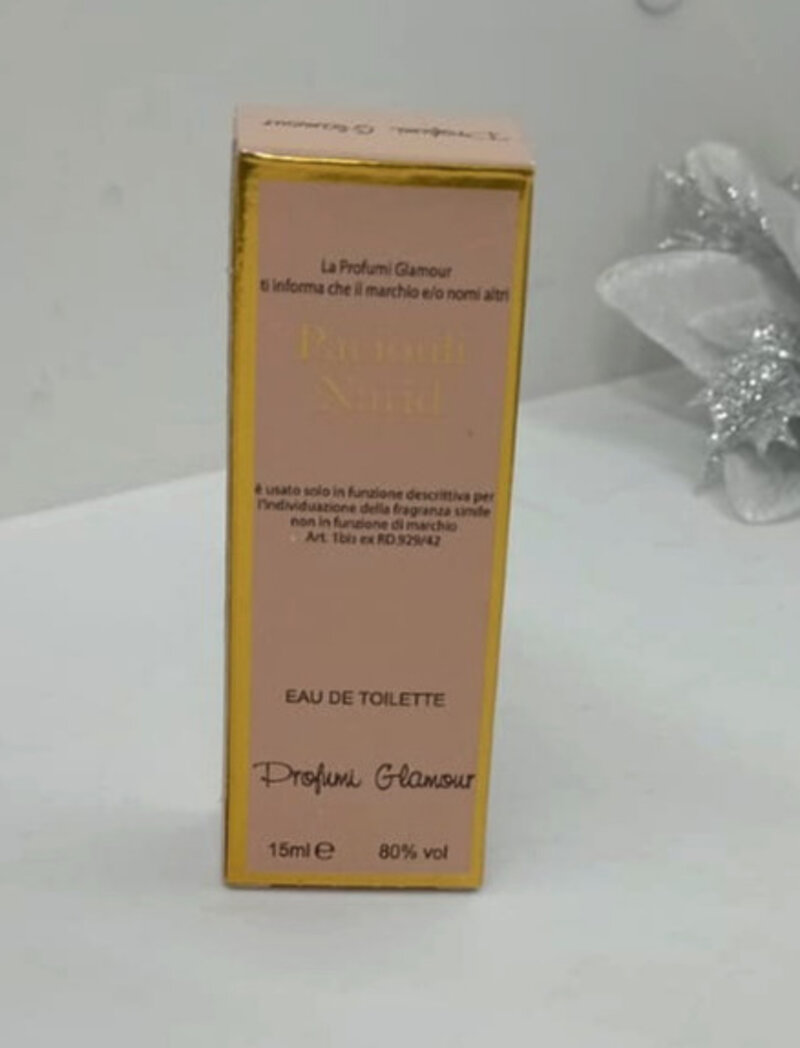 Profumi Glamour
La Profumi Glamour
ti informa che il marchio e/o nomi altri
è usato solo in funzione descrittiva per
l'individuazione della fragranza simile
non in funzione di marchio
Art. 1bis ex RD.929/42
EAU DE TOILETTE
Profumi Glamour
15ml ℮ 80% vol